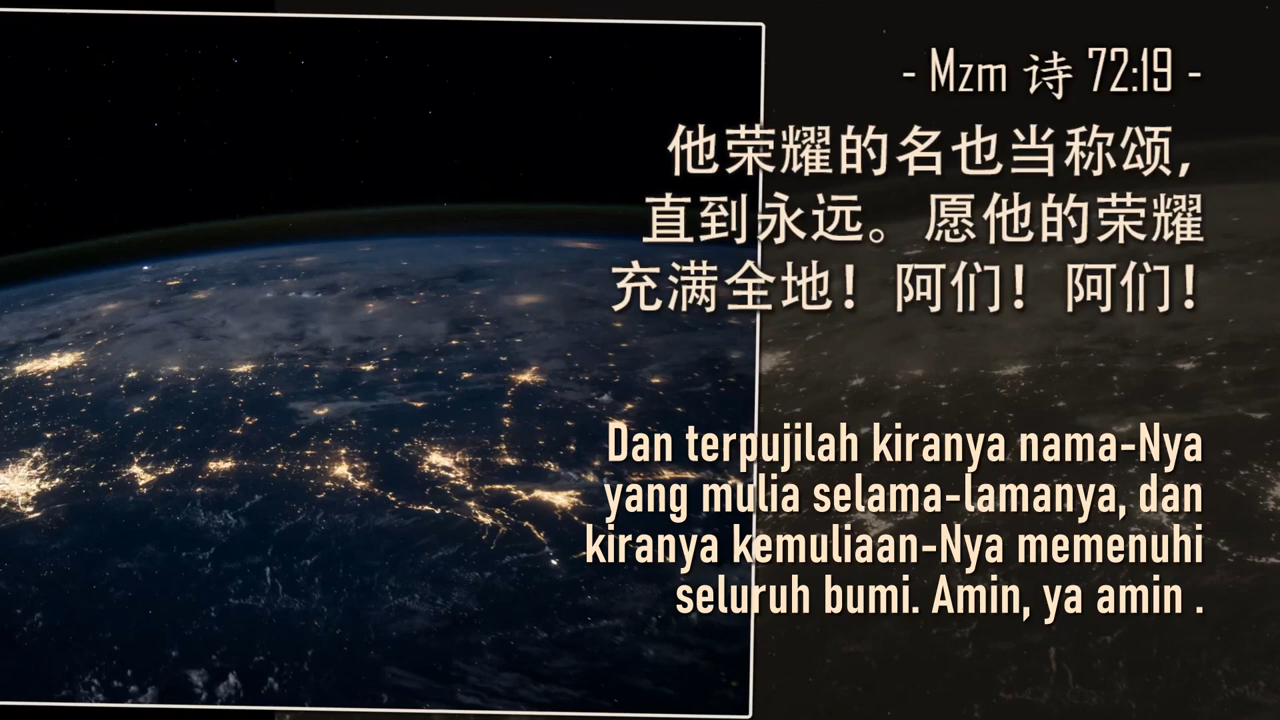 - Mzm 诗 72:19 -
他荣耀的名也当称颂,
直到永远。愿他的荣耀
充满全地！阿们！阿们！
Dan terpujilah kiranya nama-Nya
yang mulia selama-lamanya, dan
kiranya kemuliaan-Nya memenuhi
seluruh bumi. Amin, ya amin .